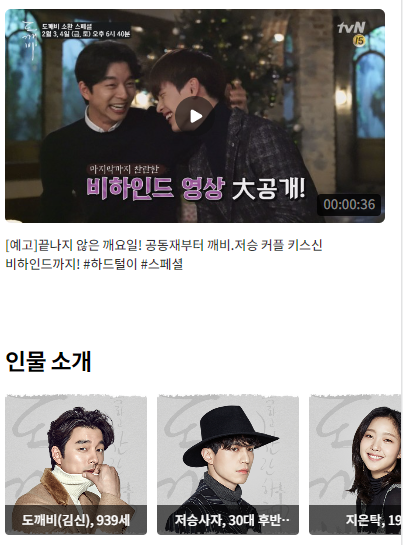 도깨비 소환 스페셜
2월 3, 4일 (금, 토) 오후 6시 40분
tvN
15
마지막까지 찬란한
비하인드 영상 大공개!
00:00:36
[예고]끝나지 않은 깨요일! 공동재부터 깨비.저승 커플 키스신
비하인드까지! #하드털이 #스페셜
인물 소개
도깨비(김신), 939세
저승사자, 30대 후반··
지은탁, 19